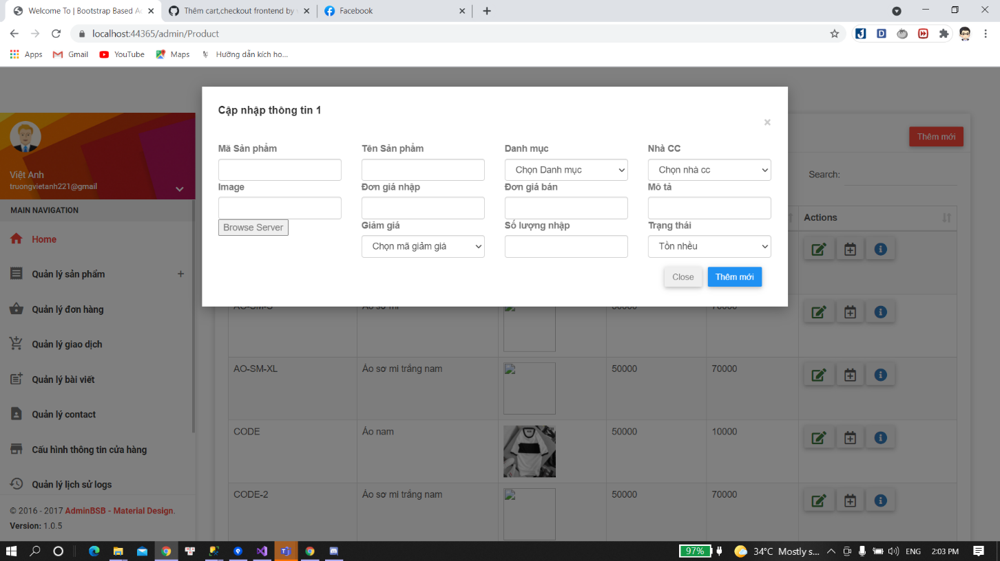 Welcome To | Bootstrap Based A
Thêm cart,checkout frontend by
Facebook
localhost:44365/admin/Product
Apps
Gmail
YouTube
Maps
Hướng dẫn kích ho...
Cập nhập thông tin 1
×
Mã Sản phẩm
Tên Sản phẩm
Danh mục
Nhà CC
Chọn Danh mục
Chọn nhà cc
Image
Đơn giá nhập
Đơn giá bán
Mô tả
Browse Server
Giảm giá
Số lượng nhập
Trạng thái
Chọn mã giảm giá
Tồn nhều
Close
Thêm mới
Thêm mới
Search:
Actions
Việt Anh
truongvietanh221@gmail
MAIN NAVIGATION
Home
Quản lý sản phẩm
Quản lý đơn hàng
Quản lý giao dịch
Quản lý bài viết
Quản lý contact
Cấu hình thông tin cửa hàng
Quản lý lịch sử logs
© 2016 - 2017 AdminBSB - Material Design.
Version: 1.0.5
AO-SM-S Áo sơ mi 50000 70000
AO-SM-XL Áo sơ mi trắng nam 50000 70000
CODE Áo nam 50000 10000
CODE-2 Áo sơ mi trắng nam 50000 70000
97%
34°C Mostly s...
ENG
2:03 PM